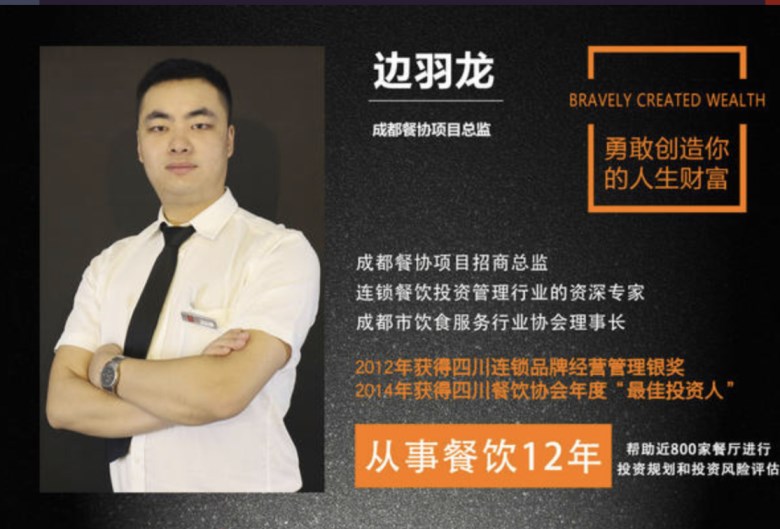 边羽龙
成都餐协项目总监
BRAVELY CREATED WEALTH
勇敢创造你
的人生财富
成都餐协项目招商总监
连锁餐饮投资管理行业的资深专家
成都市饮食服务行业协会理事长
2012年获得四川连锁品牌经营管理银奖
2014年获得四川餐饮协会年度“最佳投资人”
从事餐饮12年
帮助近800家餐厅进行
投资规划和投资风险评估